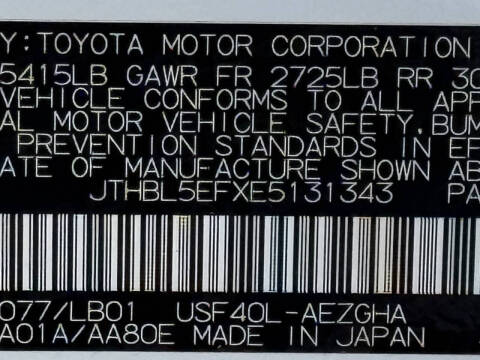 Y: TOYOTA MOTOR CORPORATION
5415LB GAWR FR 2725LB RR 30
VEHICLE CONFORMS TO ALL APP
AL MOTOR VEHICLE SAFETY, BUM
PREVENTION STANDARDS IN EF
ATE OF MANUFACTURE SHOWN AB
JTHBL5EFXE5131343 PA
077/LB01 USF40L-AEZGHA
A01A/AA80E MADE IN JAPAN